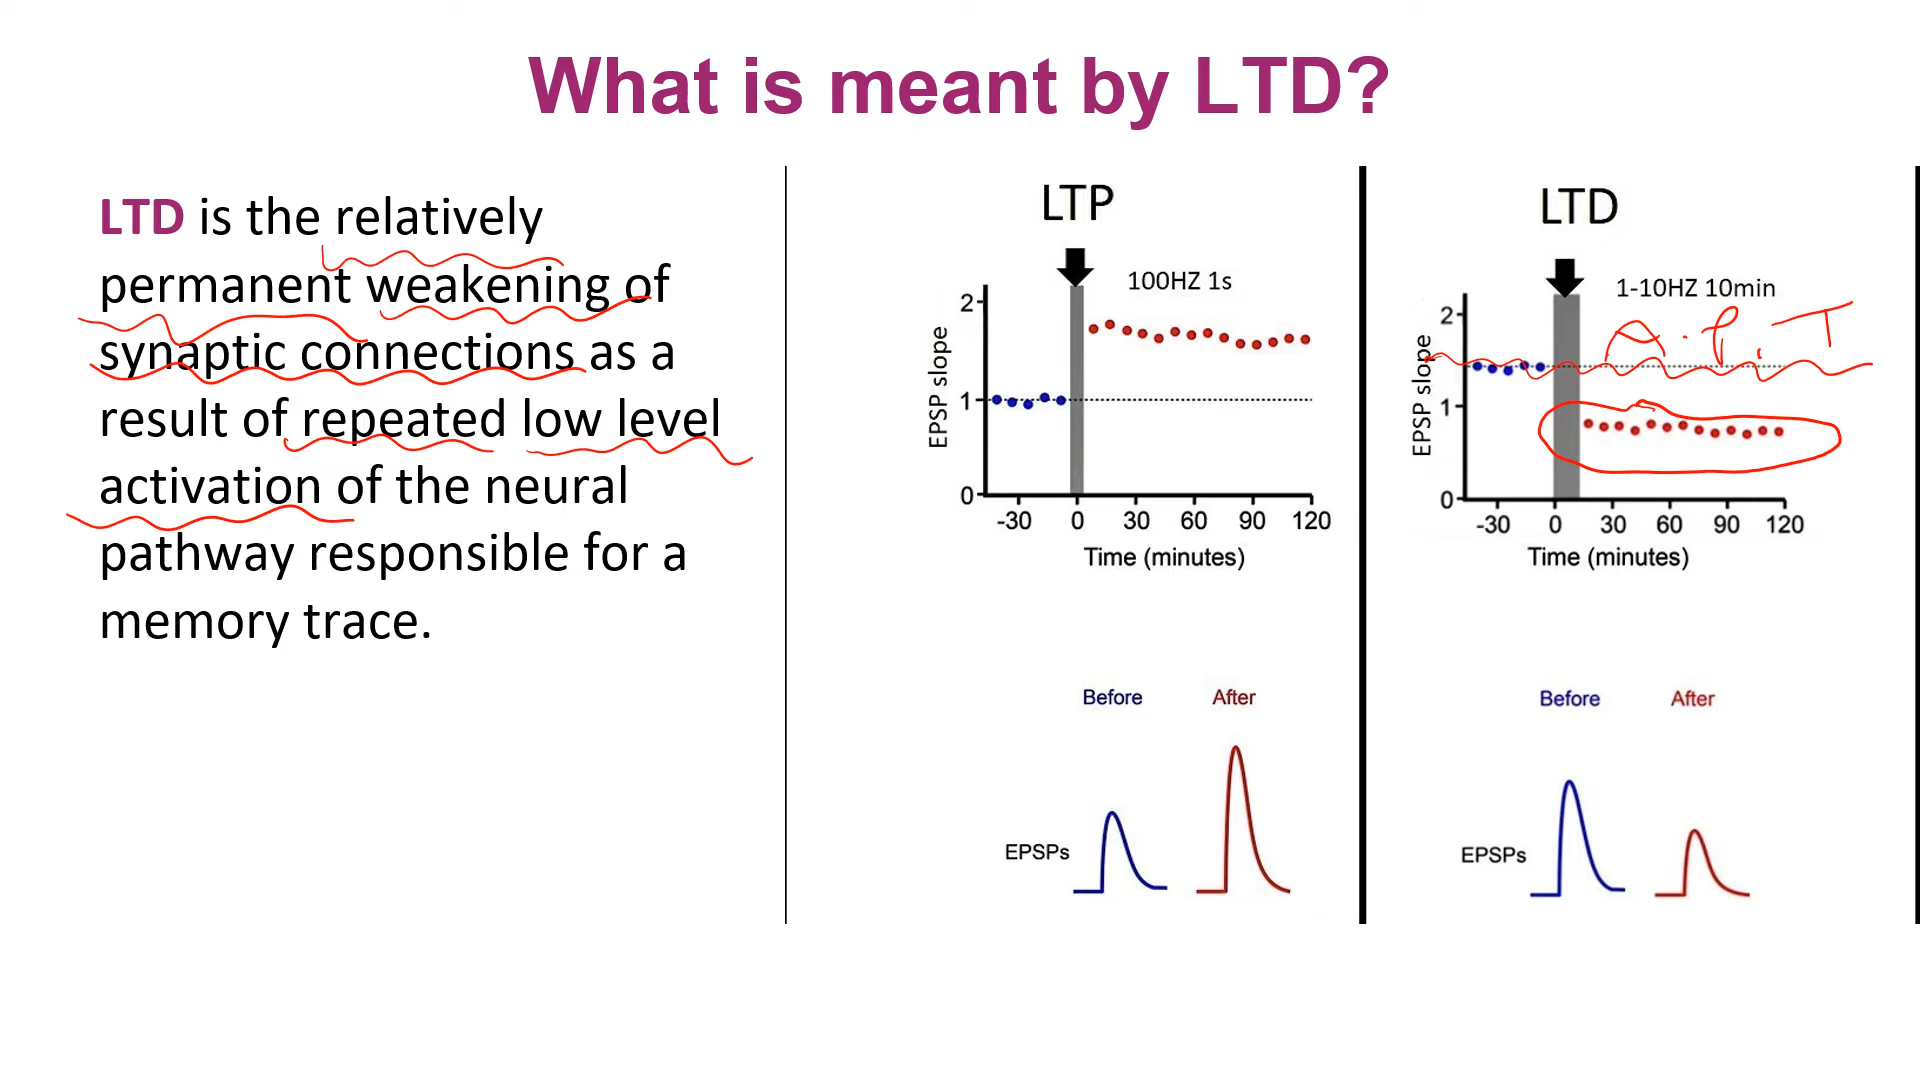 What is meant by LTD?
LTD is the relatively
permanent weakening of
synaptic connections as a
result of repeated low level
activation of the neural
pathway responsible for a
memory trace.
LTP
100HZ 1s
EPSP slope
2
1
0
-30 0 30 60 90 120
Time (minutes)
Before After
EPSPs
LTD
1-10HZ 10min
A.P.T
EPSP slope
2
1
0
-30 0 30 60 90 120
Time (minutes)
Before After
EPSPs